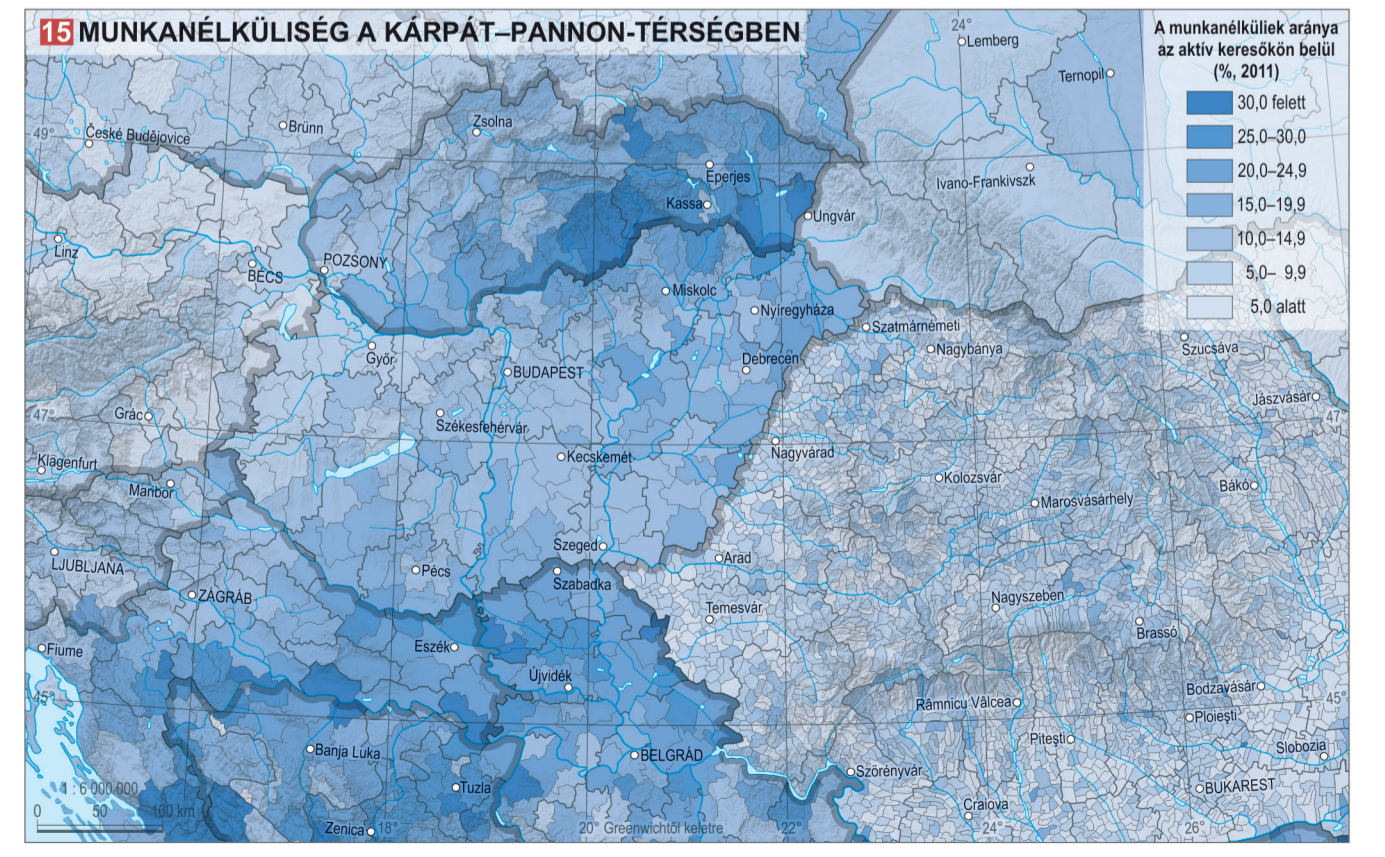 15 MUNKANÉLKÜLISÉG A KÁRPÁT–PANNON-TÉRSÉGBEN
A munkanélküliek aránya
az aktív keresőkön belül
(%, 2011)
30,0 felett
25,0–30,0
20,0–24,9
15,0–19,9
10,0–14,9
5,0– 9,9
5,0 alatt
24°
Lemberg
Ternopil
49°
České Budějovice
Brünn
Zsolna
Eperjes
Ivano-Frankivszk
Kassa
Ungvár
Linz
BÉCS
POZSONY
Miskolc
Nyíregyháza
Szatmárnémeti
Nagybánya
Szucsáva
Győr
Debrecen
BUDAPEST
Jászvásár
47°
Grác
Székesfehérvár
47°
Klagenfurt
Kecskemét
Nagyvárad
Kolozsvár
Bákó
Maribor
Marosvásárhely
Szeged
Arad
LJUBLJANA
Pécs
Szabadka
ZÁGRÁB
Temesvár
Nagyszeben
Brassó
Fiume
Eszék
Újvidék
Bodzavásár
45°
45°
Râmnicu Vâlcea
Ploiești
Pitești
Banja Luka
BELGRÁD
Slobozia
Szörényvár
Tuzla
BUKAREST
1 : 6 000 000
0 50 100 km
Craiova
Zenica
18°
20° Greenwichtől keletre
22°
24°
26°